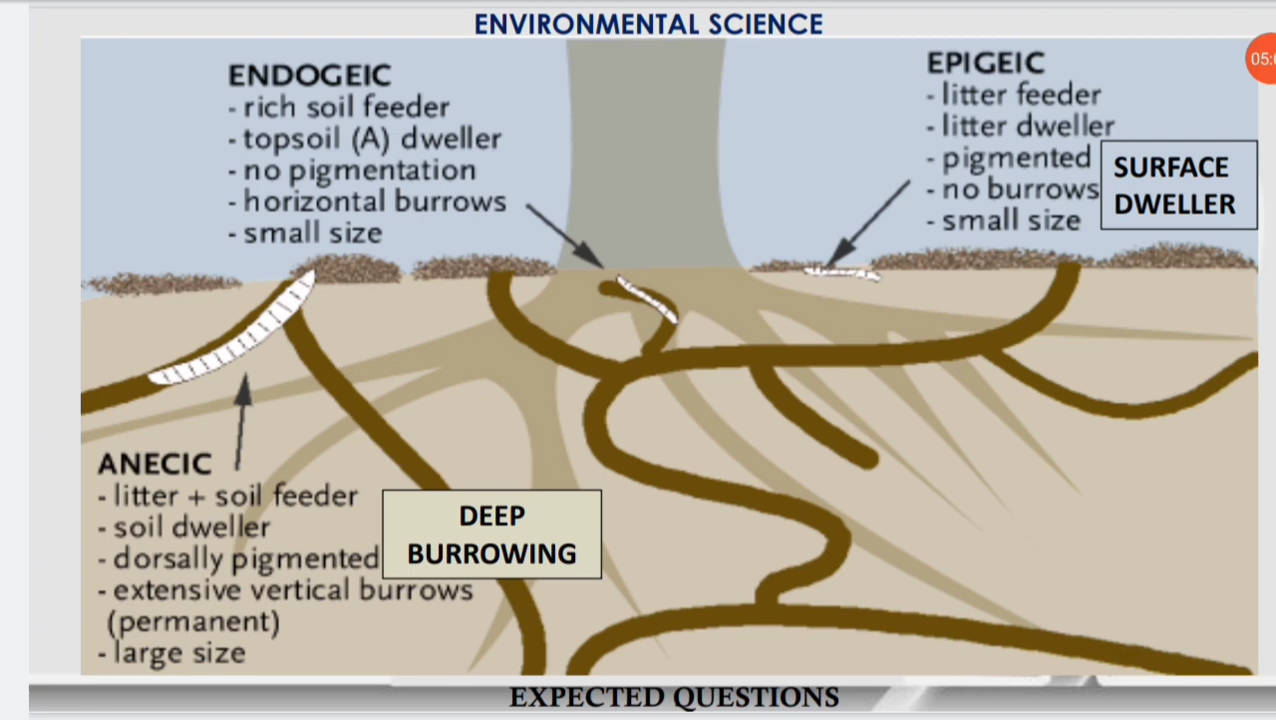 ENVIRONMENTAL SCIENCE
ENDOGEIC
- rich soil feeder
- topsoil (A) dweller
- no pigmentation
- horizontal burrows
- small size
EPIGEIC
- litter feeder
- litter dweller
- pigmented
- no burrows
- small size
SURFACE
DWELLER
05:
ANECIC
- litter + soil feeder
- soil dweller
- dorsally pigmented
- extensive vertical burrows
(permanent)
- large size
DEEP
BURROWING
EXPECTED QUESTIONS